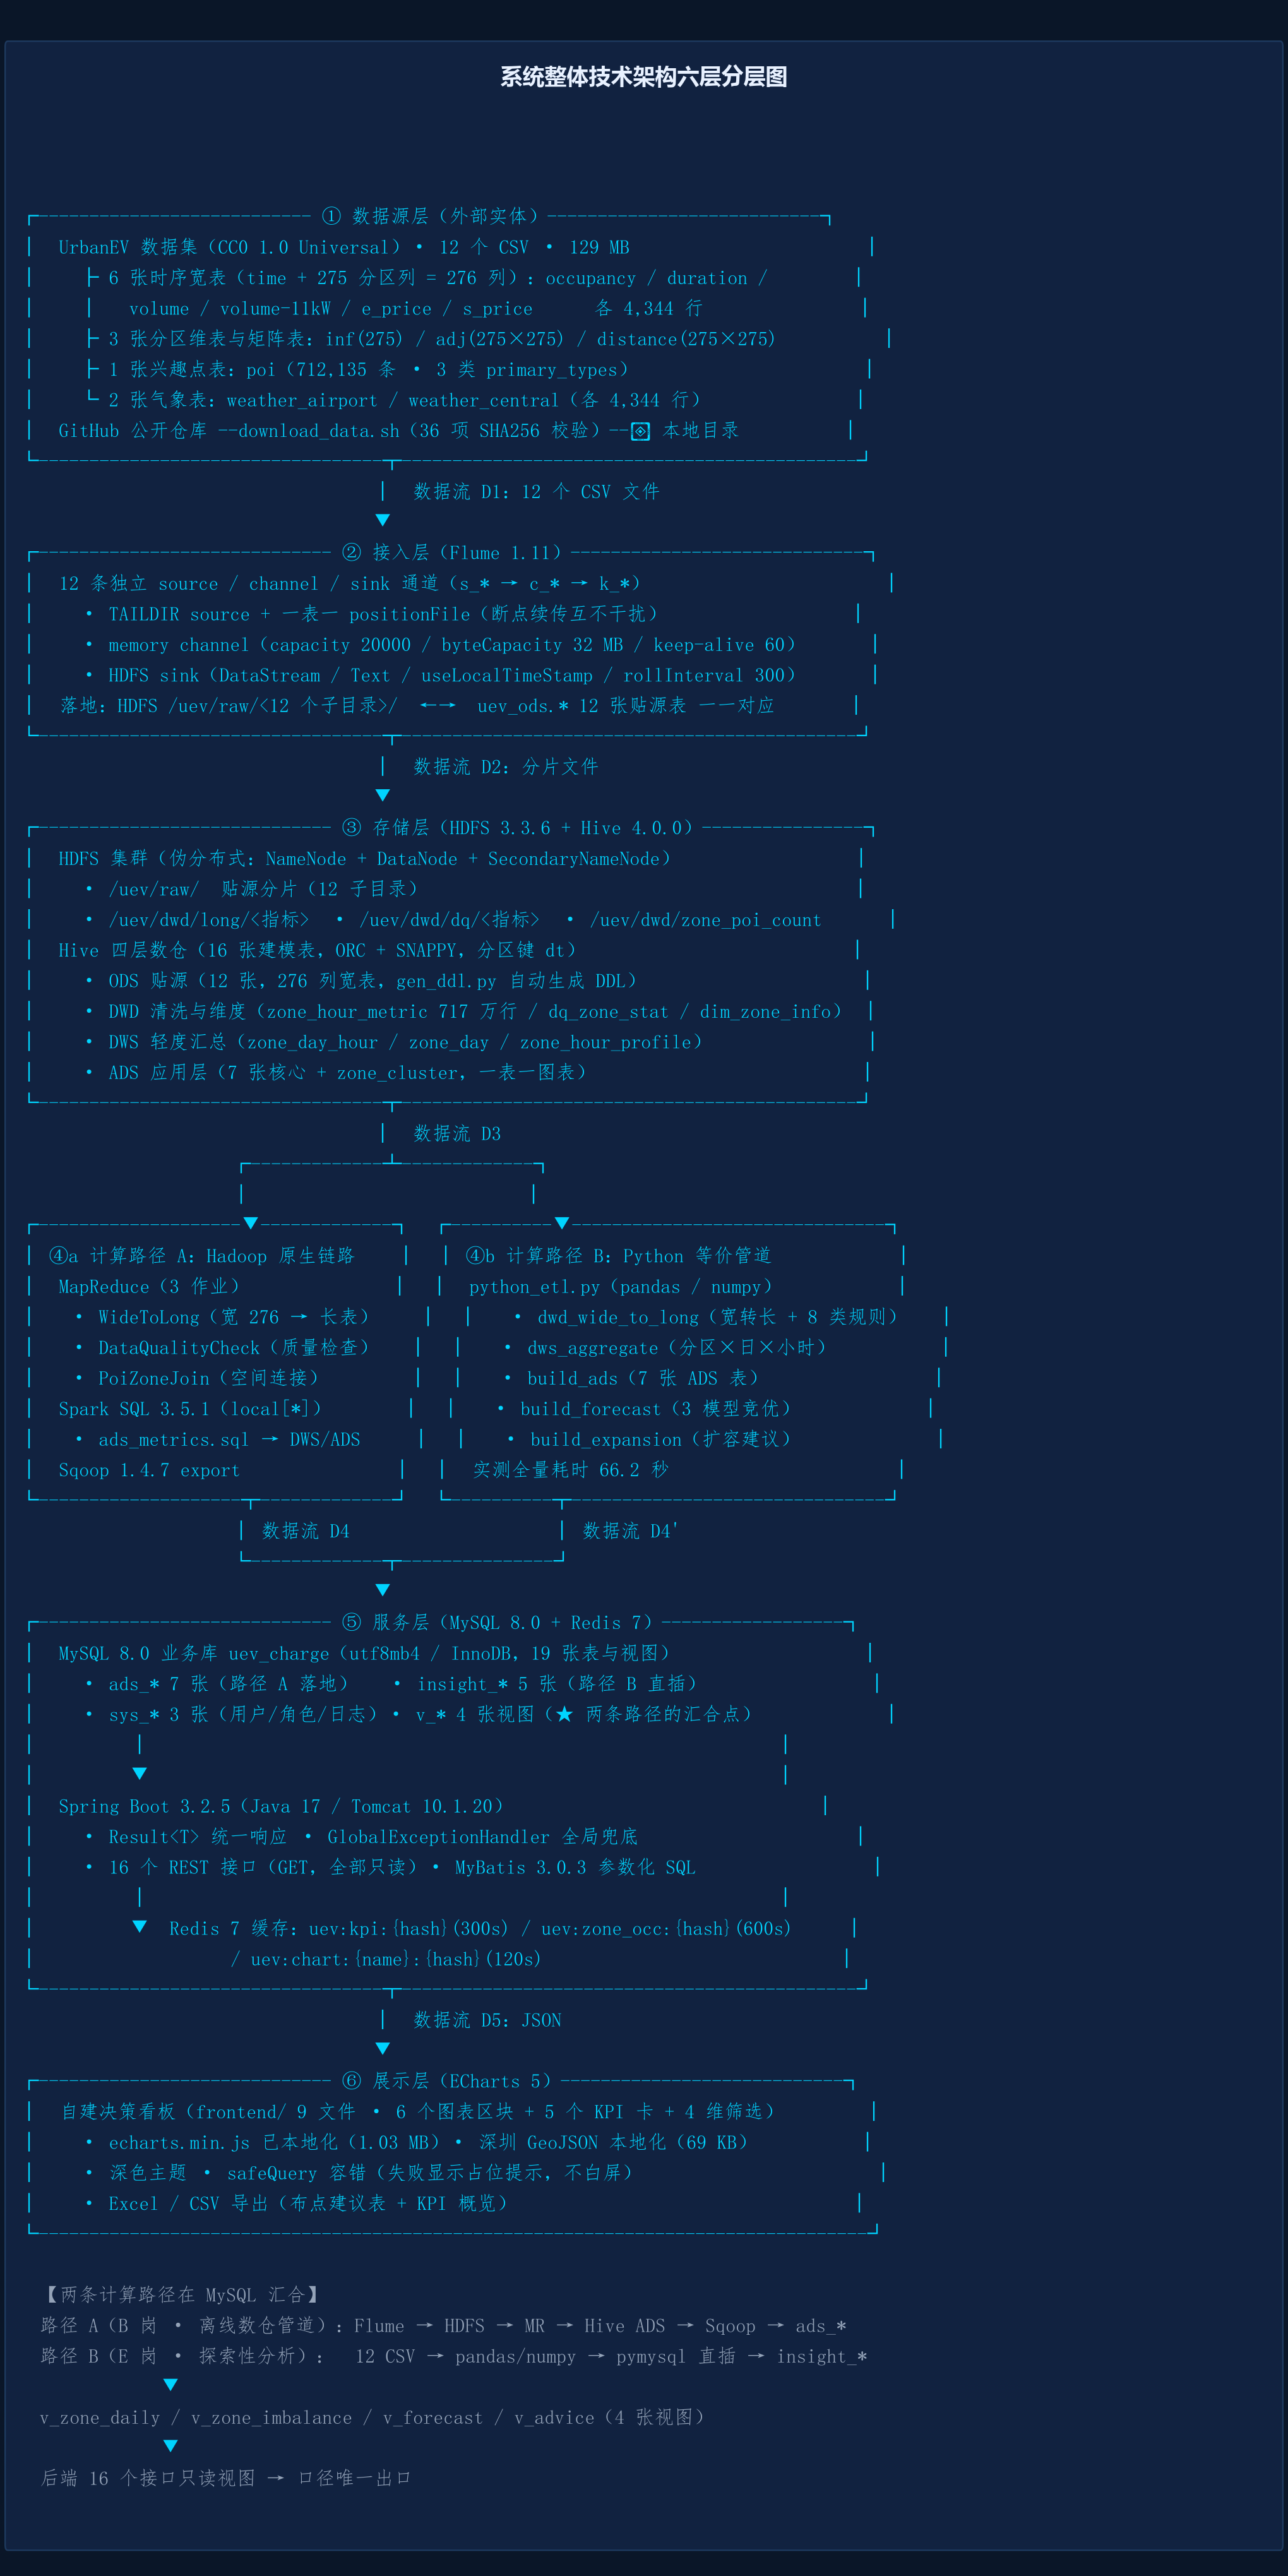 系统整体技术架构六层分层图
① 数据源层（外部实体）
UrbanEV 数据集（CC0 1.0 Universal）· 12 个 CSV · 129 MB
├ 6 张时序宽表（time + 275 分区列 = 276 列）: occupancy / duration /
│ volume / volume-11kW / e_price / s_price 各 4,344 行
├ 3 张分区维表与矩阵表: inf(275) / adj(275×275) / distance(275×275)
├ 1 张兴趣点表: poi（712,135 条 · 3 类 primary_types）
└ 2 张气象表: weather_airport / weather_central（各 4,344 行）
GitHub 公开仓库 --download_data.sh（36 项 SHA256 校验）-- 本地目录
│ 数据流 D1: 12 个 CSV 文件
▼
② 接入层（Flume 1.11）
12 条独立 source / channel / sink 通道（s_* → c_* → k_*）
· TAILDIR source + 一表一 positionFile（断点续传互不干扰）
· memory channel（capacity 20000 / byteCapacity 32 MB / keep-alive 60）
· HDFS sink（DataStream / Text / useLocalTimeStamp / rollInterval 300）
落地: HDFS /uev/raw/<12 个子目录>/ ←→ uev_ods.* 12 张贴源表 一一对应
│ 数据流 D2: 分片文件
▼
③ 存储层（HDFS 3.3.6 + Hive 4.0.0）
HDFS 集群（伪分布式: NameNode + DataNode + SecondaryNameNode）
· /uev/raw/ 贴源分片（12 子目录）
· /uev/dwd/long/<指标> · /uev/dwd/dq/<指标> · /uev/dwd/zone_poi_count
Hive 四层数仓（16 张建模表, ORC + SNAPPY, 分区键 dt）
· ODS 贴源（12 张, 276 列宽表, gen_ddl.py 自动生成 DDL）
· DWD 清洗与维度（zone_hour_metric 717 万行 / dq_zone_stat / dim_zone_info）
· DWS 轻度汇总（zone_day_hour / zone_day / zone_hour_profile）
· ADS 应用层（7 张核心 + zone_cluster, 一表一图表）
│ 数据流 D3
▼ ▼
④a 计算路径 A: Hadoop 原生链路 │ │ ④b 计算路径 B: Python 等价管道
MapReduce（3 作业） │ │ python_etl.py（pandas / numpy）
· WideToLong（宽 276 → 长表） │ │ · dwd_wide_to_long（宽转长 + 8 类规则）
· DataQualityCheck（质量检查） │ │ · dws_aggregate（分区×日×小时）
· PoiZoneJoin（空间连接） │ │ · build_ads（7 张 ADS 表）
Spark SQL 3.5.1（local[*]） │ │ · build_forecast（3 模型竞优）
· ads_metrics.sql → DWS/ADS │ │ · build_expansion（扩容建议）
Sqoop 1.4.7 export │ │ 实测全量耗时 66.2 秒
│ 数据流 D4 │ 数据流 D4'
▼
⑤ 服务层（MySQL 8.0 + Redis 7）
MySQL 8.0 业务库 uev_charge（utf8mb4 / InnoDB, 19 张表与视图）
· ads_* 7 张（路径 A 落地） · insight_* 5 张（路径 B 直插）
· sys_* 3 张（用户/角色/日志）· v_* 4 张视图（★ 两条路径的汇合点）
▼
Spring Boot 3.2.5（Java 17 / Tomcat 10.1.20）
· Result<T> 统一响应 · GlobalExceptionHandler 全局兜底
· 16 个 REST 接口（GET, 全部只读）· MyBatis 3.0.3 参数化 SQL
▼ Redis 7 缓存: uev:kpi:{hash}(300s) / uev:zone_occ:{hash}(600s)
/ uev:chart:{name}:{hash}(120s)
│ 数据流 D5: JSON
▼
⑥ 展示层（ECharts 5）
自建决策看板（frontend/ 9 文件 · 6 个图表区块 + 5 个 KPI 卡 + 4 维筛选）
· echarts.min.js 已本地化（1.03 MB）· 深圳 GeoJSON 本地化（69 KB）
· 深色主题 · safeQuery 容错（失败显示占位提示, 不白屏）
· Excel / CSV 导出（布点建议表 + KPI 概览）
【两条计算路径在 MySQL 汇合】
路径 A（B 岗 · 离线数仓管道）: Flume → HDFS → MR → Hive ADS → Sqoop → ads_*
路径 B（E 岗 · 探索性分析）: 12 CSV → pandas/numpy → pymysql 直插 → insight_*
▼
v_zone_daily / v_zone_imbalance / v_forecast / v_advice（4 张视图）
▼
后端 16 个接口只读视图 → 口径唯一出口